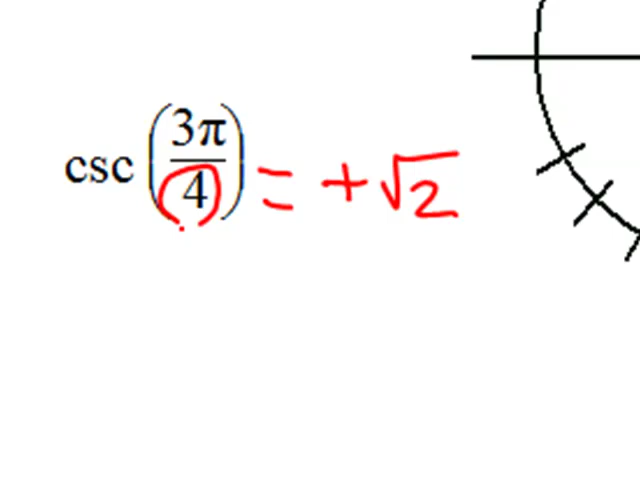 csc (3π/4) = +√2